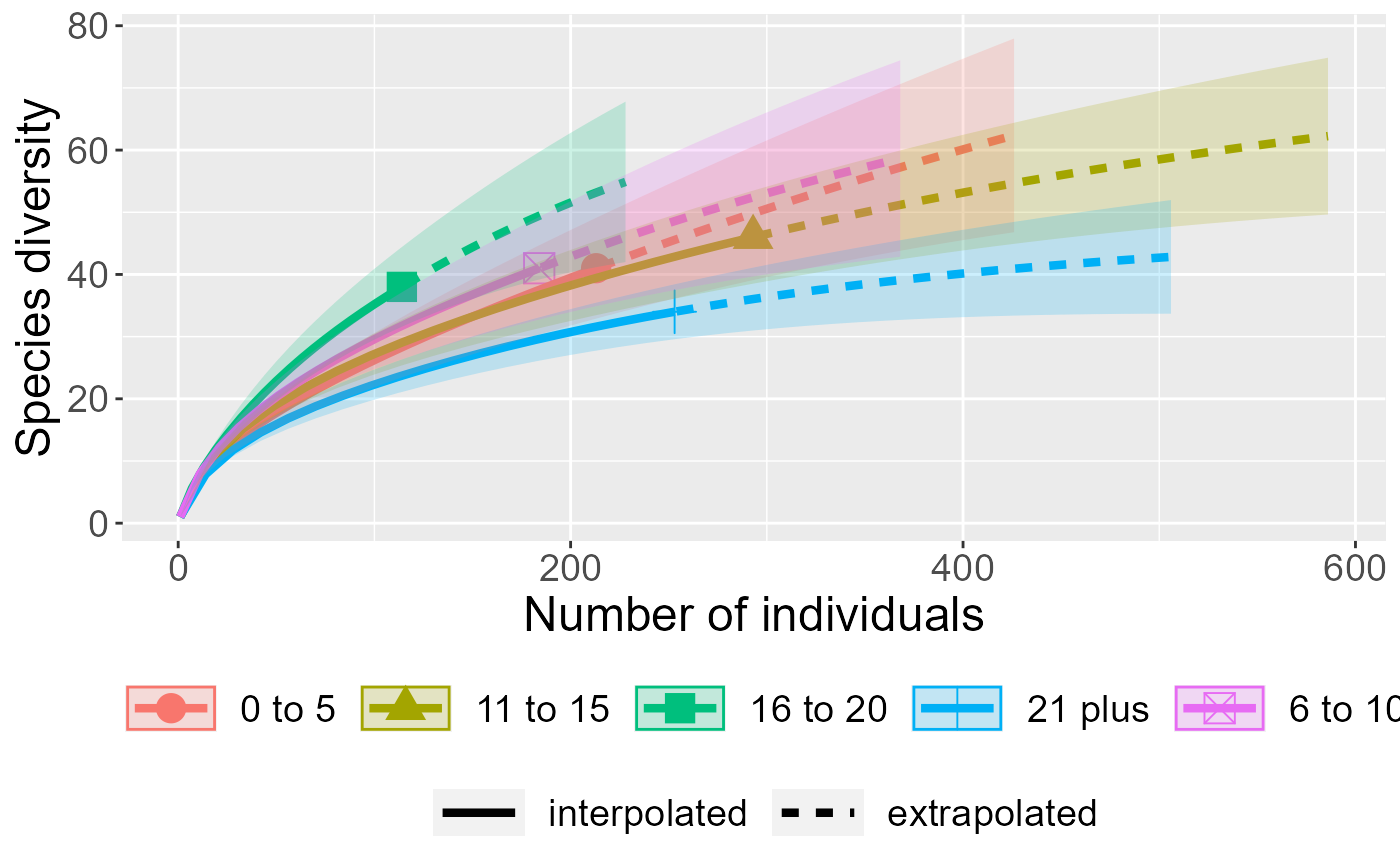 Species diversity
80
60
40
20
0
0 200 400 600
Number of individuals
0 to 5 11 to 15 16 to 20 21 plus 6 to 10
interpolated extrapolated